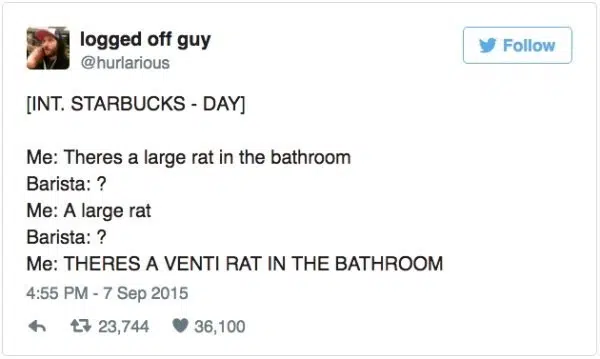 logged off guy
@hurlarious
Follow
[INT. STARBUCKS - DAY]
Me: Theres a large rat in the bathroom
Barista: ?
Me: A large rat
Barista: ?
Me: THERES A VENTI RAT IN THE BATHROOM
4:55 PM - 7 Sep 2015
23,744 36,100